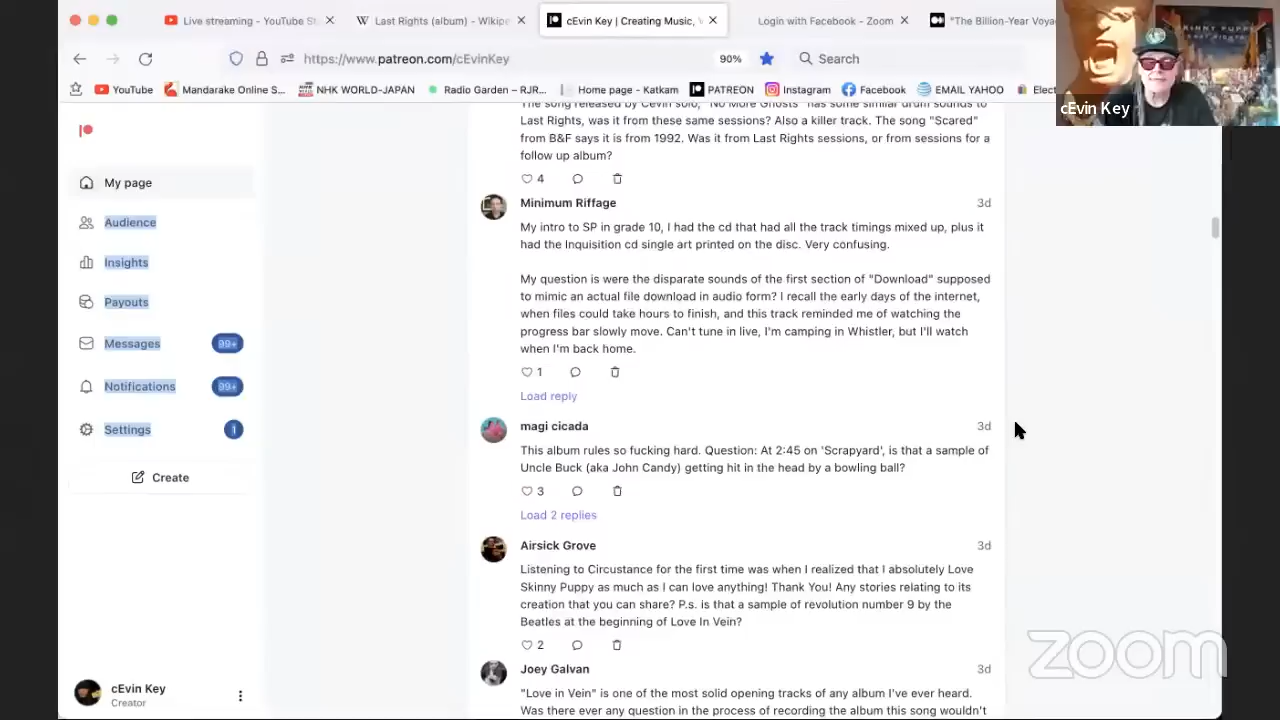 Live streaming - YouTube St
Last Rights (album) - Wikipe
cEvin Key | Creating Music, V
Login with Facebook - Zoom
"The Billion-Year Voya
https://www.patreon.com/cEvinKey
90%
Search
YouTube
Mandarake Online S...
NHK WORLD-JAPAN
Radio Garden – RJR...
Home page - Katkam
PATREON
Instagram
Facebook
EMAIL YAHOO
Elect
cEvin Key
My page
Audience
Insights
Payouts
Messages
99+
Notifications
99+
Settings
1
Create
cEvin Key
Creator
The song released by Cevin solo, "No More Ghosts" has some similar drum sounds to
Last Rights, was it from these same sessions? Also a killer track. The song "Scared"
from B&F says it is from 1992. Was it from Last Rights sessions, or from sessions for a
follow up album?
4
Minimum Riffage
3d
My intro to SP in grade 10, I had the cd that had all the track timings mixed up, plus it
had the Inquisition cd single art printed on the disc. Very confusing.
My question is were the disparate sounds of the first section of "Download" supposed
to mimic an actual file download in audio form? I recall the early days of the internet,
when files could take hours to finish, and this track reminded me of watching the
progress bar slowly move. Can't tune in live, I'm camping in Whistler, but I'll watch
when I'm back home.
1
Load reply
magi cicada
3d
This album rules so fucking hard. Question: At 2:45 on 'Scrapyard', is that a sample of
Uncle Buck (aka John Candy) getting hit in the head by a bowling ball?
3
Load 2 replies
Airsick Grove
3d
Listening to Circustance for the first time was when I realized that I absolutely Love
Skinny Puppy as much as I can love anything! Thank You! Any stories relating to its
creation that you can share? P.s. is that a sample of revolution number 9 by the
Beatles at the beginning of Love In Vein?
2
Joey Galvan
3d
"Love in Vein" is one of the most solid opening tracks of any album I've ever heard.
Was there ever any question in the process of recording the album this song wouldn't
zoom